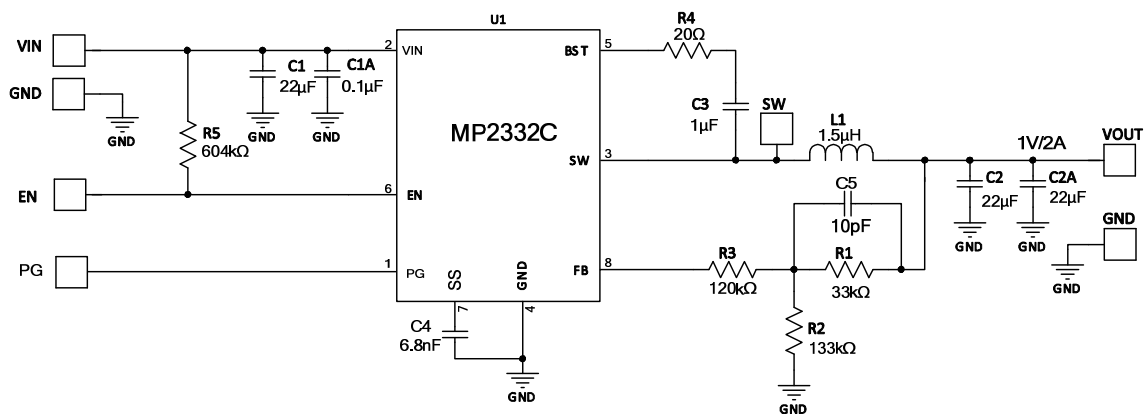 U1
R4
20Ω
VIN
2
VIN
BST
5
C1
22µF
C1A
0.1µF
GND
GND
GND
GND
C3
1µF
SW
L1
1.5µH
MP2332C
R5
604kΩ
SW
3
1V/2A
VOUT
C2
22µF
C2A
22µF
GND
GND
GND
GND
EN
6
EN
C5
10pF
PG
1
PG
FB
8
R3
120kΩ
R1
33kΩ
SS
GND
7
4
C4
6.8nF
R2
133kΩ
GND
GND